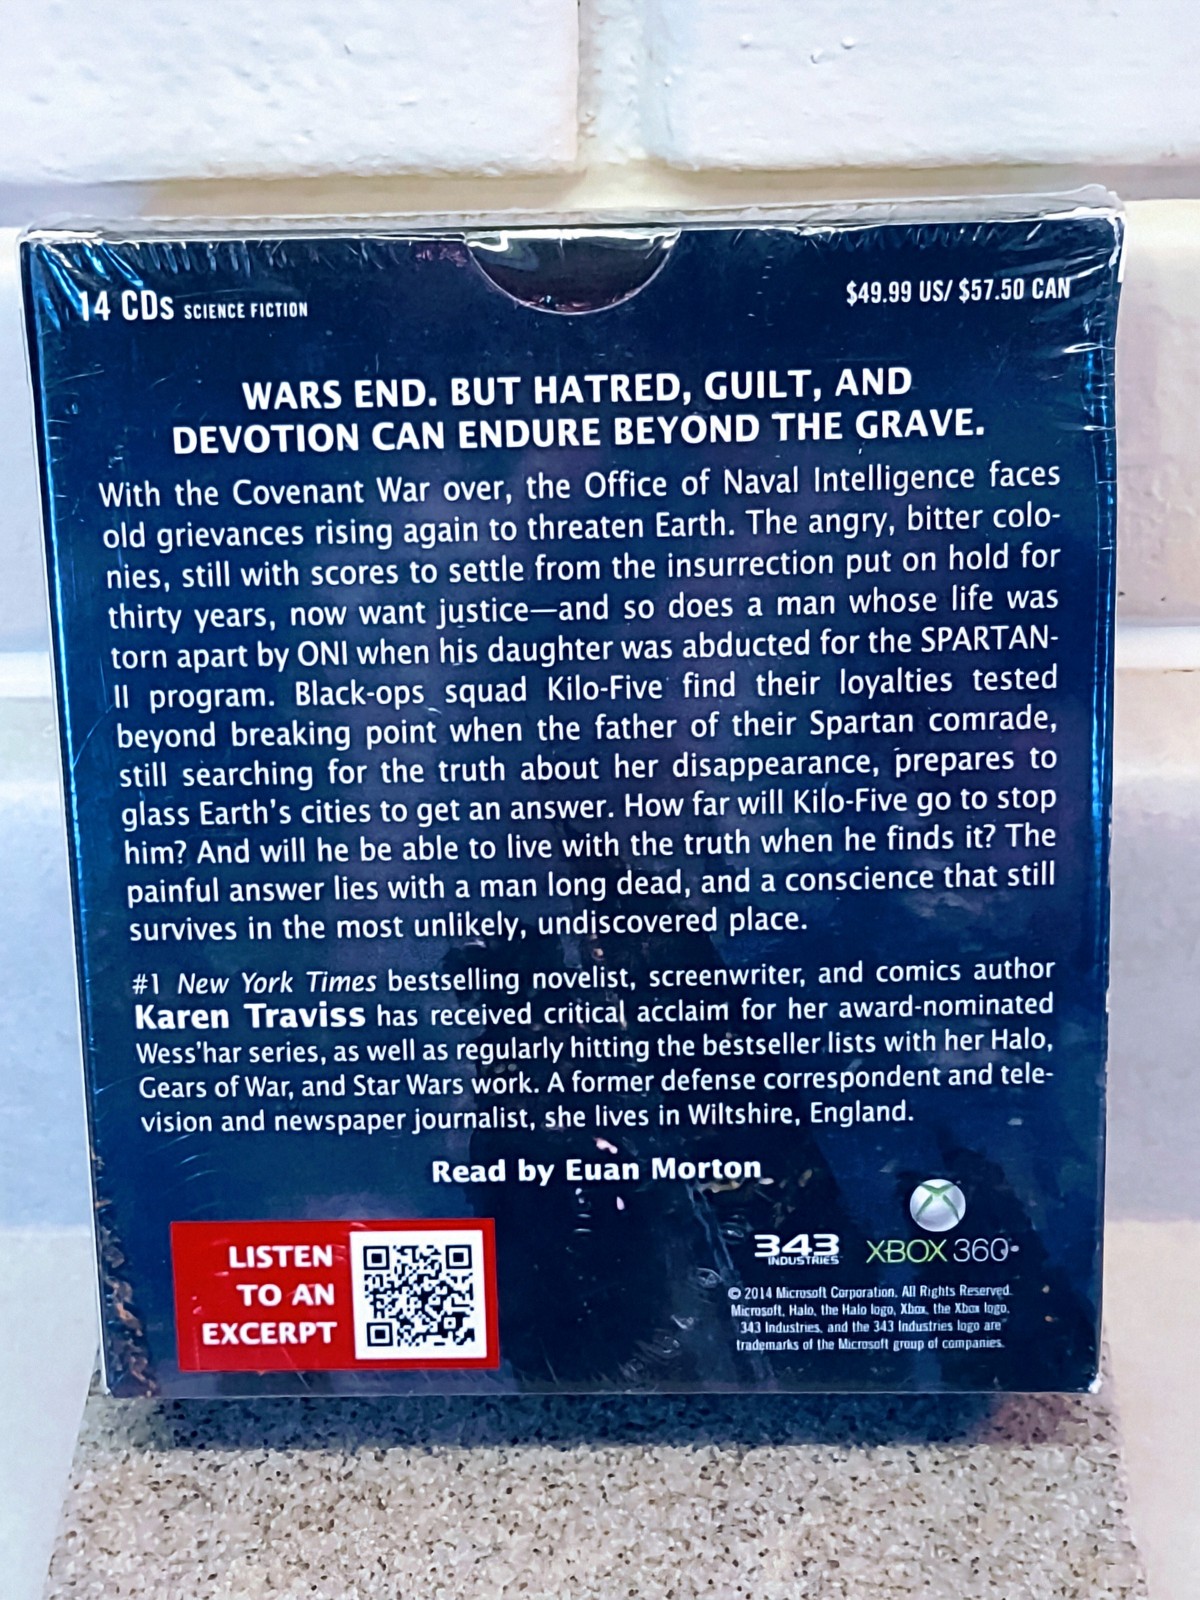 14 CDs SCIENCE FICTION
$49.99 US/ $57.50 CAN
WARS END. BUT HATRED, GUILT, AND
DEVOTION CAN ENDURE BEYOND THE GRAVE.
With the Covenant War over, the Office of Naval Intelligence faces
old grievances rising again to threaten Earth. The angry, bitter colo-
nies, still with scores to settle from the insurrection put on hold for
thirty years, now want justice—and so does a man whose life was
torn apart by ONI when his daughter was abducted for the SPARTAN-
II program. Black-ops squad Kilo-Five find their loyalties tested
beyond breaking point when the father of their Spartan comrade,
still searching for the truth about her disappearance, prepares to
glass Earth's cities to get an answer. How far will Kilo-Five go to stop
him? And will he be able to live with the truth when he finds it? The
painful answer lies with a man long dead, and a conscience that still
survives in the most unlikely, undiscovered place.
#1 New York Times bestselling novelist, screenwriter, and comics author
Karen Traviss has received critical acclaim for her award-nominated
Wess'har series, as well as regularly hitting the bestseller lists with her Halo,
Gears of War, and Star Wars work. A former defense correspondent and tele-
vision and newspaper journalist, she lives in Wiltshire, England.
Read by Euan Morton
LISTEN
TO AN
EXCERPT
343
INDUSTRIES
XBOX 360
© 2014 Microsoft Corporation. All Rights Reserved.
Microsoft, Halo, the Halo logo, Xbox, the Xbox logo,
343 Industries, and the 343 Industries logo are
trademarks of the Microsoft group of companies.